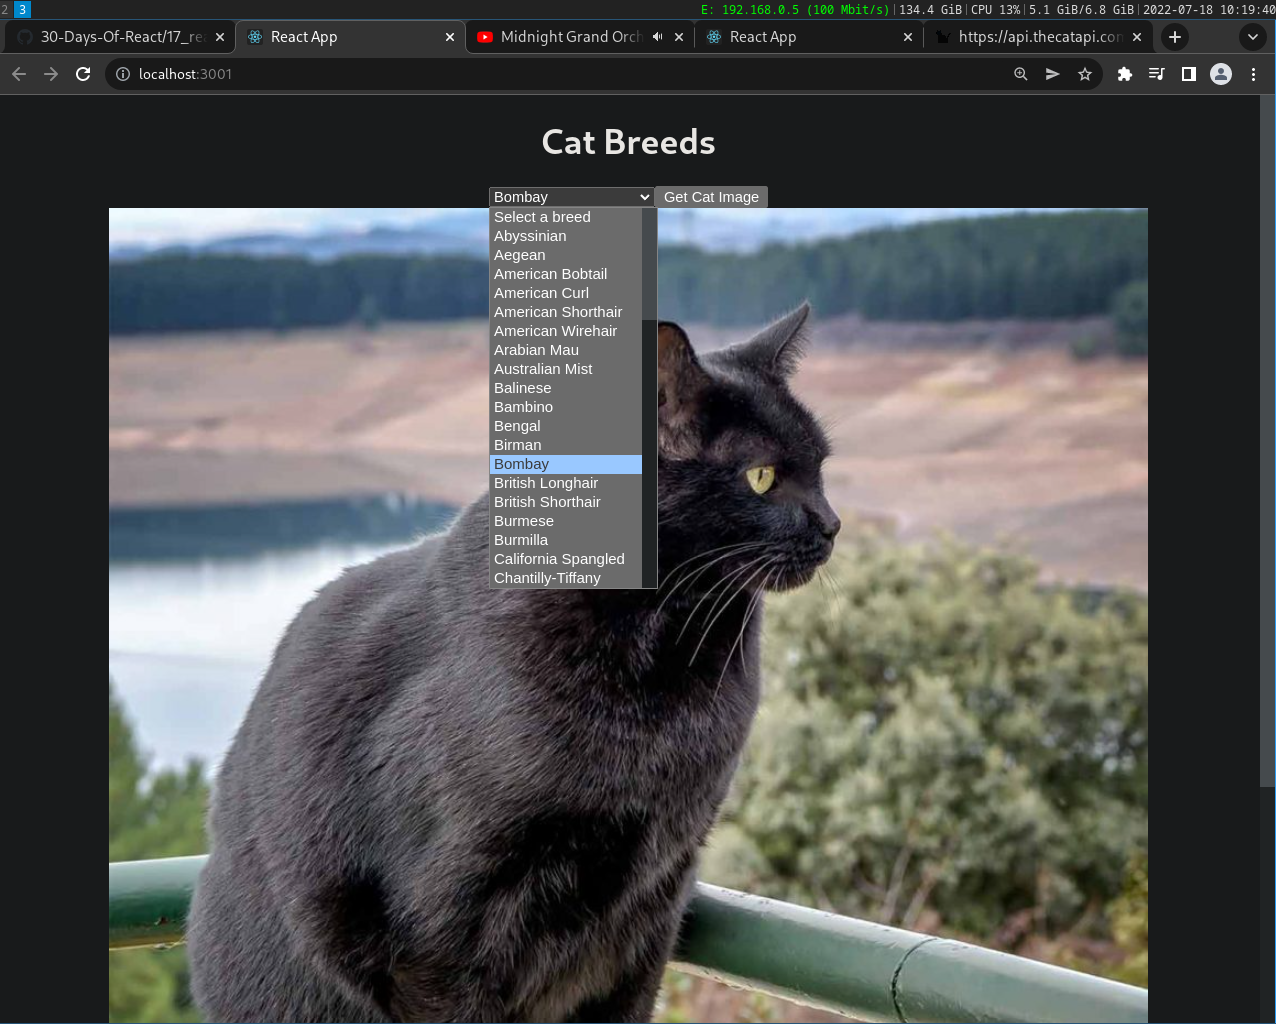 2 3 E: 192.168.0.5 (100 Mbit/s) 134.4 GiB CPU 13% 5.1 GiB/6.8 GiB 2022-07-18 10:19:40
30-Days-Of-React/17_rea React App Midnight Grand Orch React App https://api.thecatapi.com
localhost:3001
Cat Breeds
Bombay Get Cat Image
Select a breed
Abyssinian
Aegean
American Bobtail
American Curl
American Shorthair
American Wirehair
Arabian Mau
Australian Mist
Balinese
Bambino
Bengal
Birman
Bombay
British Longhair
British Shorthair
Burmese
Burmilla
California Spangled
Chantilly-Tiffany